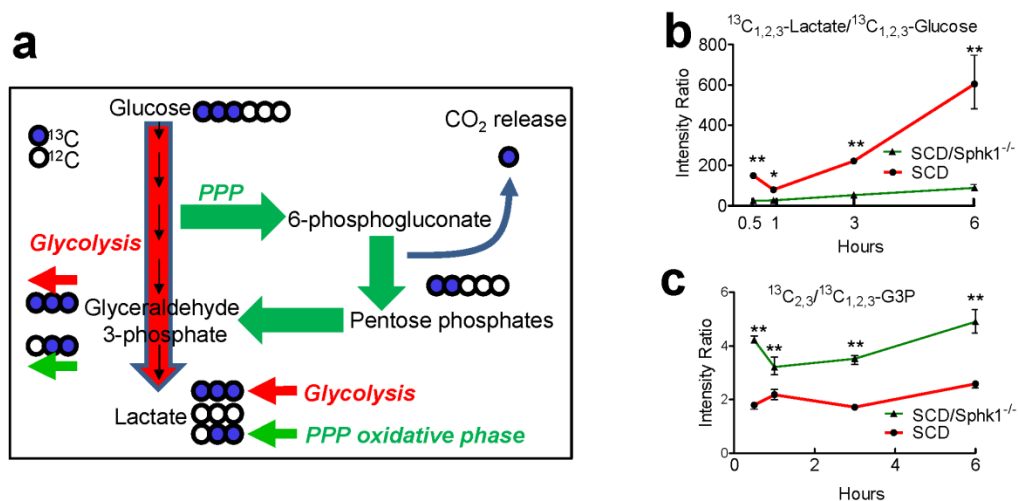 a
Glucose
¹³C
¹²C
CO₂ release
PPP
6-phosphogluconate
Glycolysis
Glyceraldehyde
3-phosphate
Pentose phosphates
Glycolysis
Lactate
PPP oxidative phase
b
¹³C₁,₂,₃-Lactate/¹³C₁,₂,₃-Glucose
Intensity Ratio
800
600
400
200
0
** * ** **
SCD/Sphk1⁻/⁻
SCD
0.5 1 3 6
Hours
c
¹³C₂,₃/¹³C₁,₂,₃-G3P
Intensity Ratio
6
4
2
0
** ** ** **
SCD/Sphk1⁻/⁻
SCD
0 2 4 6
Hours